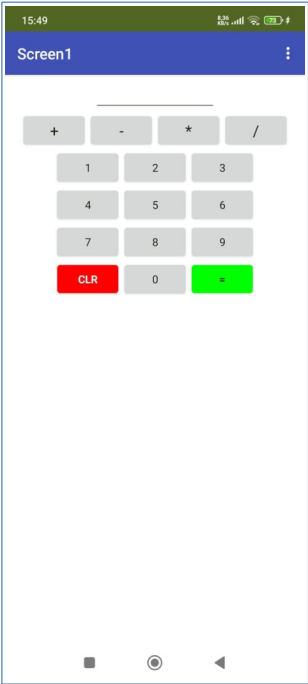 15:49 8,36 KB/s 73
Screen1
+ - * /
1 2 3
4 5 6
7 8 9
CLR 0 =